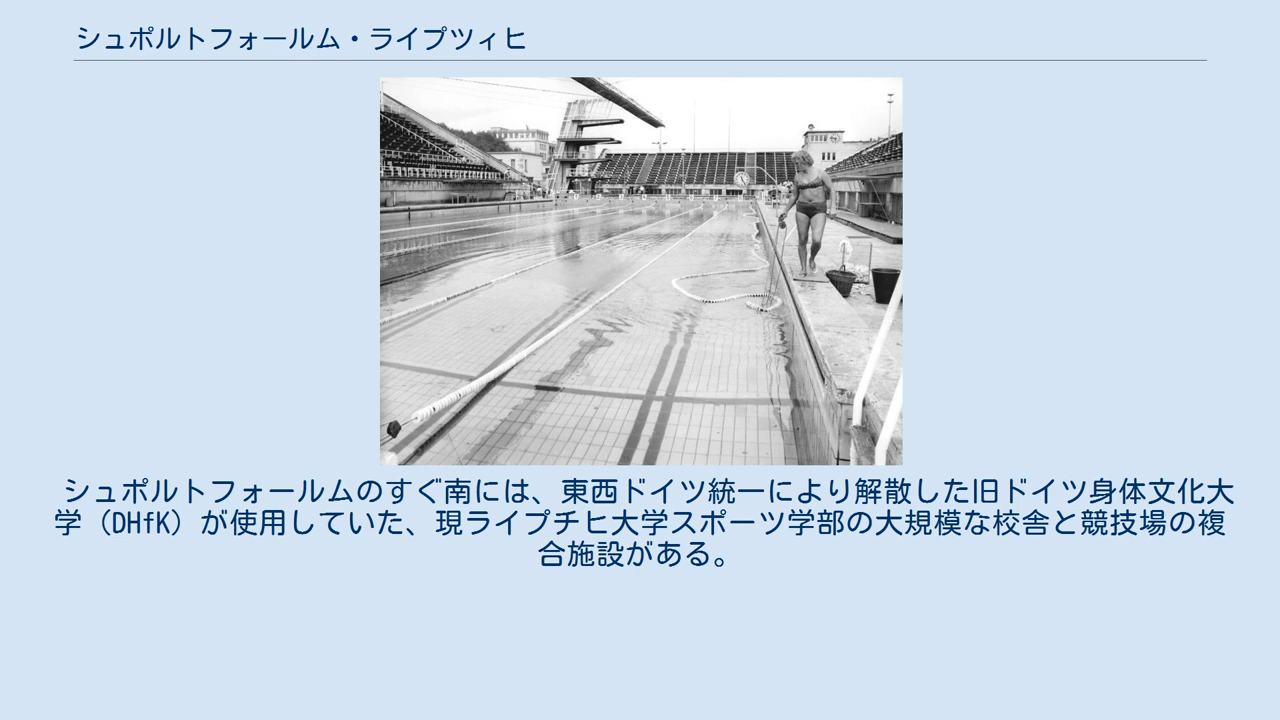 シュポルトフォールム・ライプツィヒ
シュポルトフォールムのすぐ南には、東西ドイツ統一により解散した旧ドイツ身体文化大
学（DHfK）が使用していた、現ライプチヒ大学スポーツ学部の大規模な校舎と競技場の複
合施設がある。